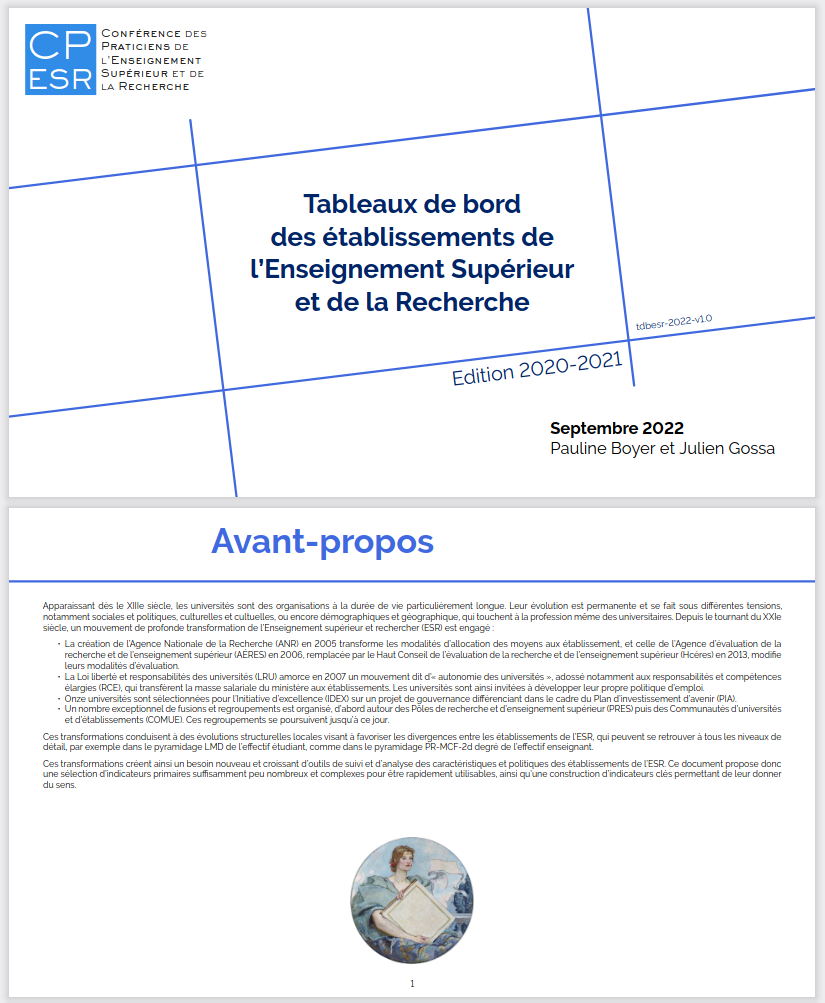 CP
ESR
Conférence des
Praticiens de
l'Enseignement
Supérieur et de
la Recherche
Tableaux de bord
des établissements de
l'Enseignement Supérieur
et de la Recherche
tdbesr-2022-v1.0
Edition 2020-2021
Septembre 2022
Pauline Boyer et Julien Gossa
Avant-propos
Apparaissant dès le XIIIe siècle, les universités sont des organisations à la durée de vie particulièrement longue. Leur évolution est permanente et se fait sous différentes tensions,
notamment sociales et politiques, culturelles et cultuelles, ou encore démographiques et géographique, qui touchent à la profession même des universitaires. Depuis le tournant du XXIe
siècle, un mouvement de profonde transformation de l'Enseignement supérieur et rechercher (ESR) est engagé :
• La création de l'Agence Nationale de la Recherche (ANR) en 2005 transforme les modalités d'allocation des moyens aux établissement, et celle de l'Agence d'évaluation de la
recherche et de l'enseignement supérieur (AÉRES) en 2006, remplacée par le Haut Conseil de l'évaluation de la recherche et de l'enseignement supérieur (Hcéres) en 2013, modifie
leurs modalités d'évaluation.
• La Loi liberté et responsabilités des universités (LRU) amorce en 2007 un mouvement dit d'« autonomie des universités », adossé notamment aux responsabilités et compétences
élargies (RCE), qui transfèrent la masse salariale du ministère aux établissements. Les universités sont ainsi invitées à développer leur propre politique d'emploi.
• Onze universités sont sélectionnées pour l'Initiative d'excellence (IDEX) sur un projet de gouvernance différenciant dans le cadre du Plan d'investissement d'avenir (PIA).
• Un nombre exceptionnel de fusions et regroupements est organisé, d'abord autour des Pôles de recherche et d'enseignement supérieur (PRES) puis des Communautés d'universités
et d'établissements (COMUE). Ces regroupements se poursuivent jusqu'à ce jour.
Ces transformations conduisent à des évolutions structurelles locales visant à favoriser les divergences entre les établissements de l'ESR, qui peuvent se retrouver à tous les niveaux de
détail, par exemple dans le pyramidage LMD de l'effectif étudiant, comme dans le pyramidage PR-MCF-2d degré de l'effectif enseignant.
Ces transformations créent ainsi un besoin nouveau et croissant d'outils de suivi et d'analyse des caractéristiques et politiques des établissements de l'ESR. Ce document propose donc
une sélection d'indicateurs primaires suffisamment peu nombreux et complexes pour être rapidement utilisables, ainsi qu'une construction d'indicateurs clés permettant de leur donner
du sens.
1